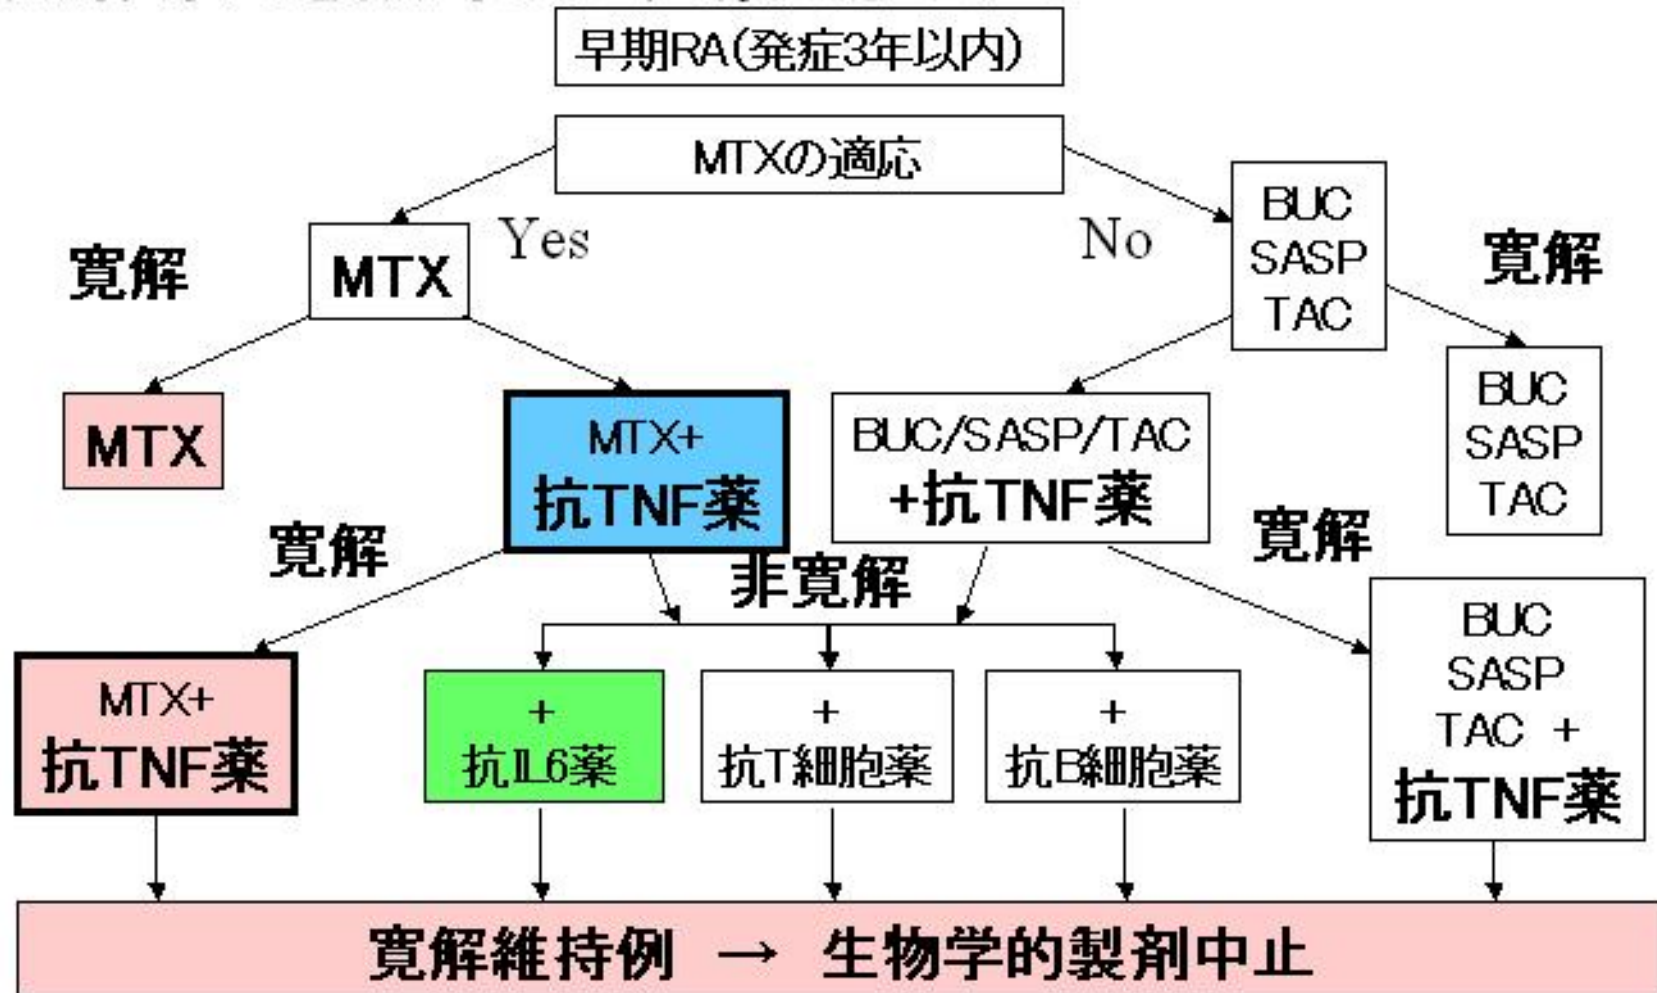 早期RA(発症3年以内)
MTXの適応
Yes
No
寛解
MTX
BUC
SASP
TAC
寛解
MTX
MTX+
抗TNF薬
BUC/SASP/TAC
+抗TNF薬
BUC
SASP
TAC
寛解
非寛解
寛解
MTX+
抗TNF薬
+
抗IL6薬
+
抗T細胞薬
+
抗B細胞薬
BUC
SASP
TAC +
抗TNF薬
寛解維持例 → 生物学的製剤中止